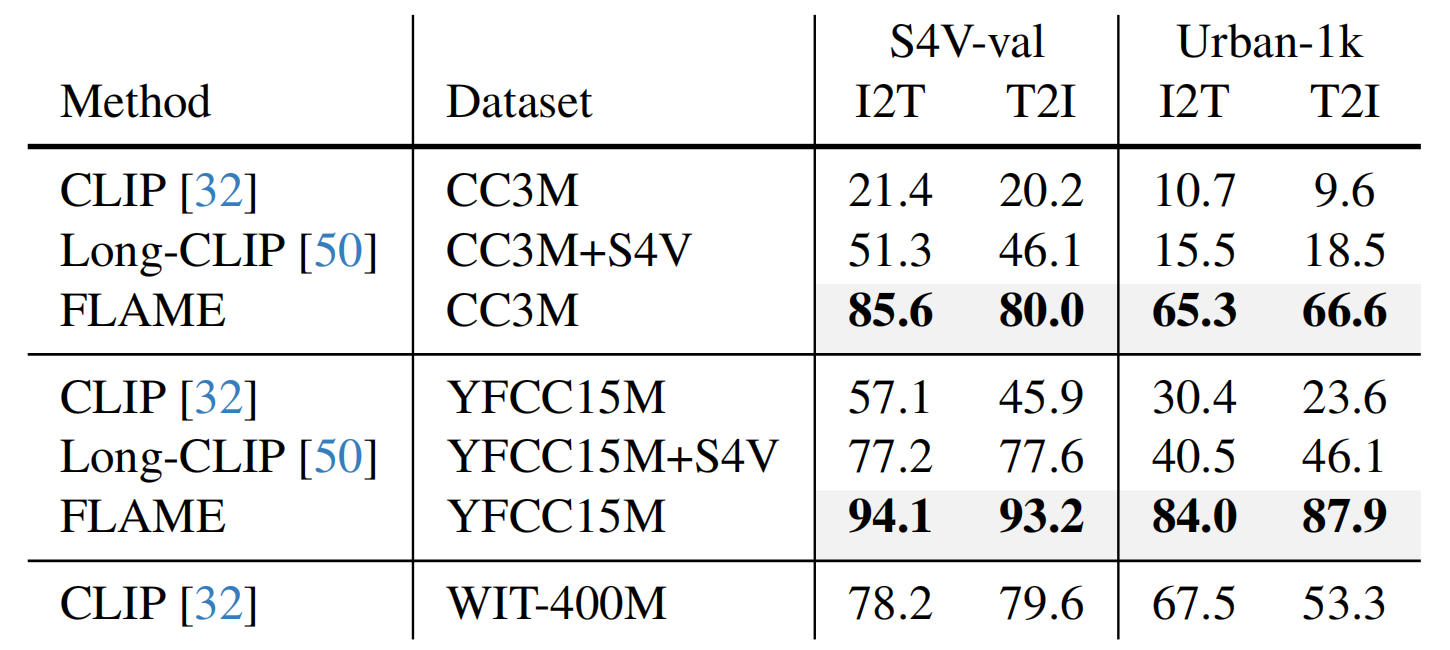 S4V-val Urban-1k
Method Dataset I2T T2I I2T T2I
CLIP [32] CC3M 21.4 20.2 10.7 9.6
Long-CLIP [50] CC3M+S4V 51.3 46.1 15.5 18.5
FLAME CC3M 85.6 80.0 65.3 66.6
CLIP [32] YFCC15M 57.1 45.9 30.4 23.6
Long-CLIP [50] YFCC15M+S4V 77.2 77.6 40.5 46.1
FLAME YFCC15M 94.1 93.2 84.0 87.9
CLIP [32] WIT-400M 78.2 79.6 67.5 53.3